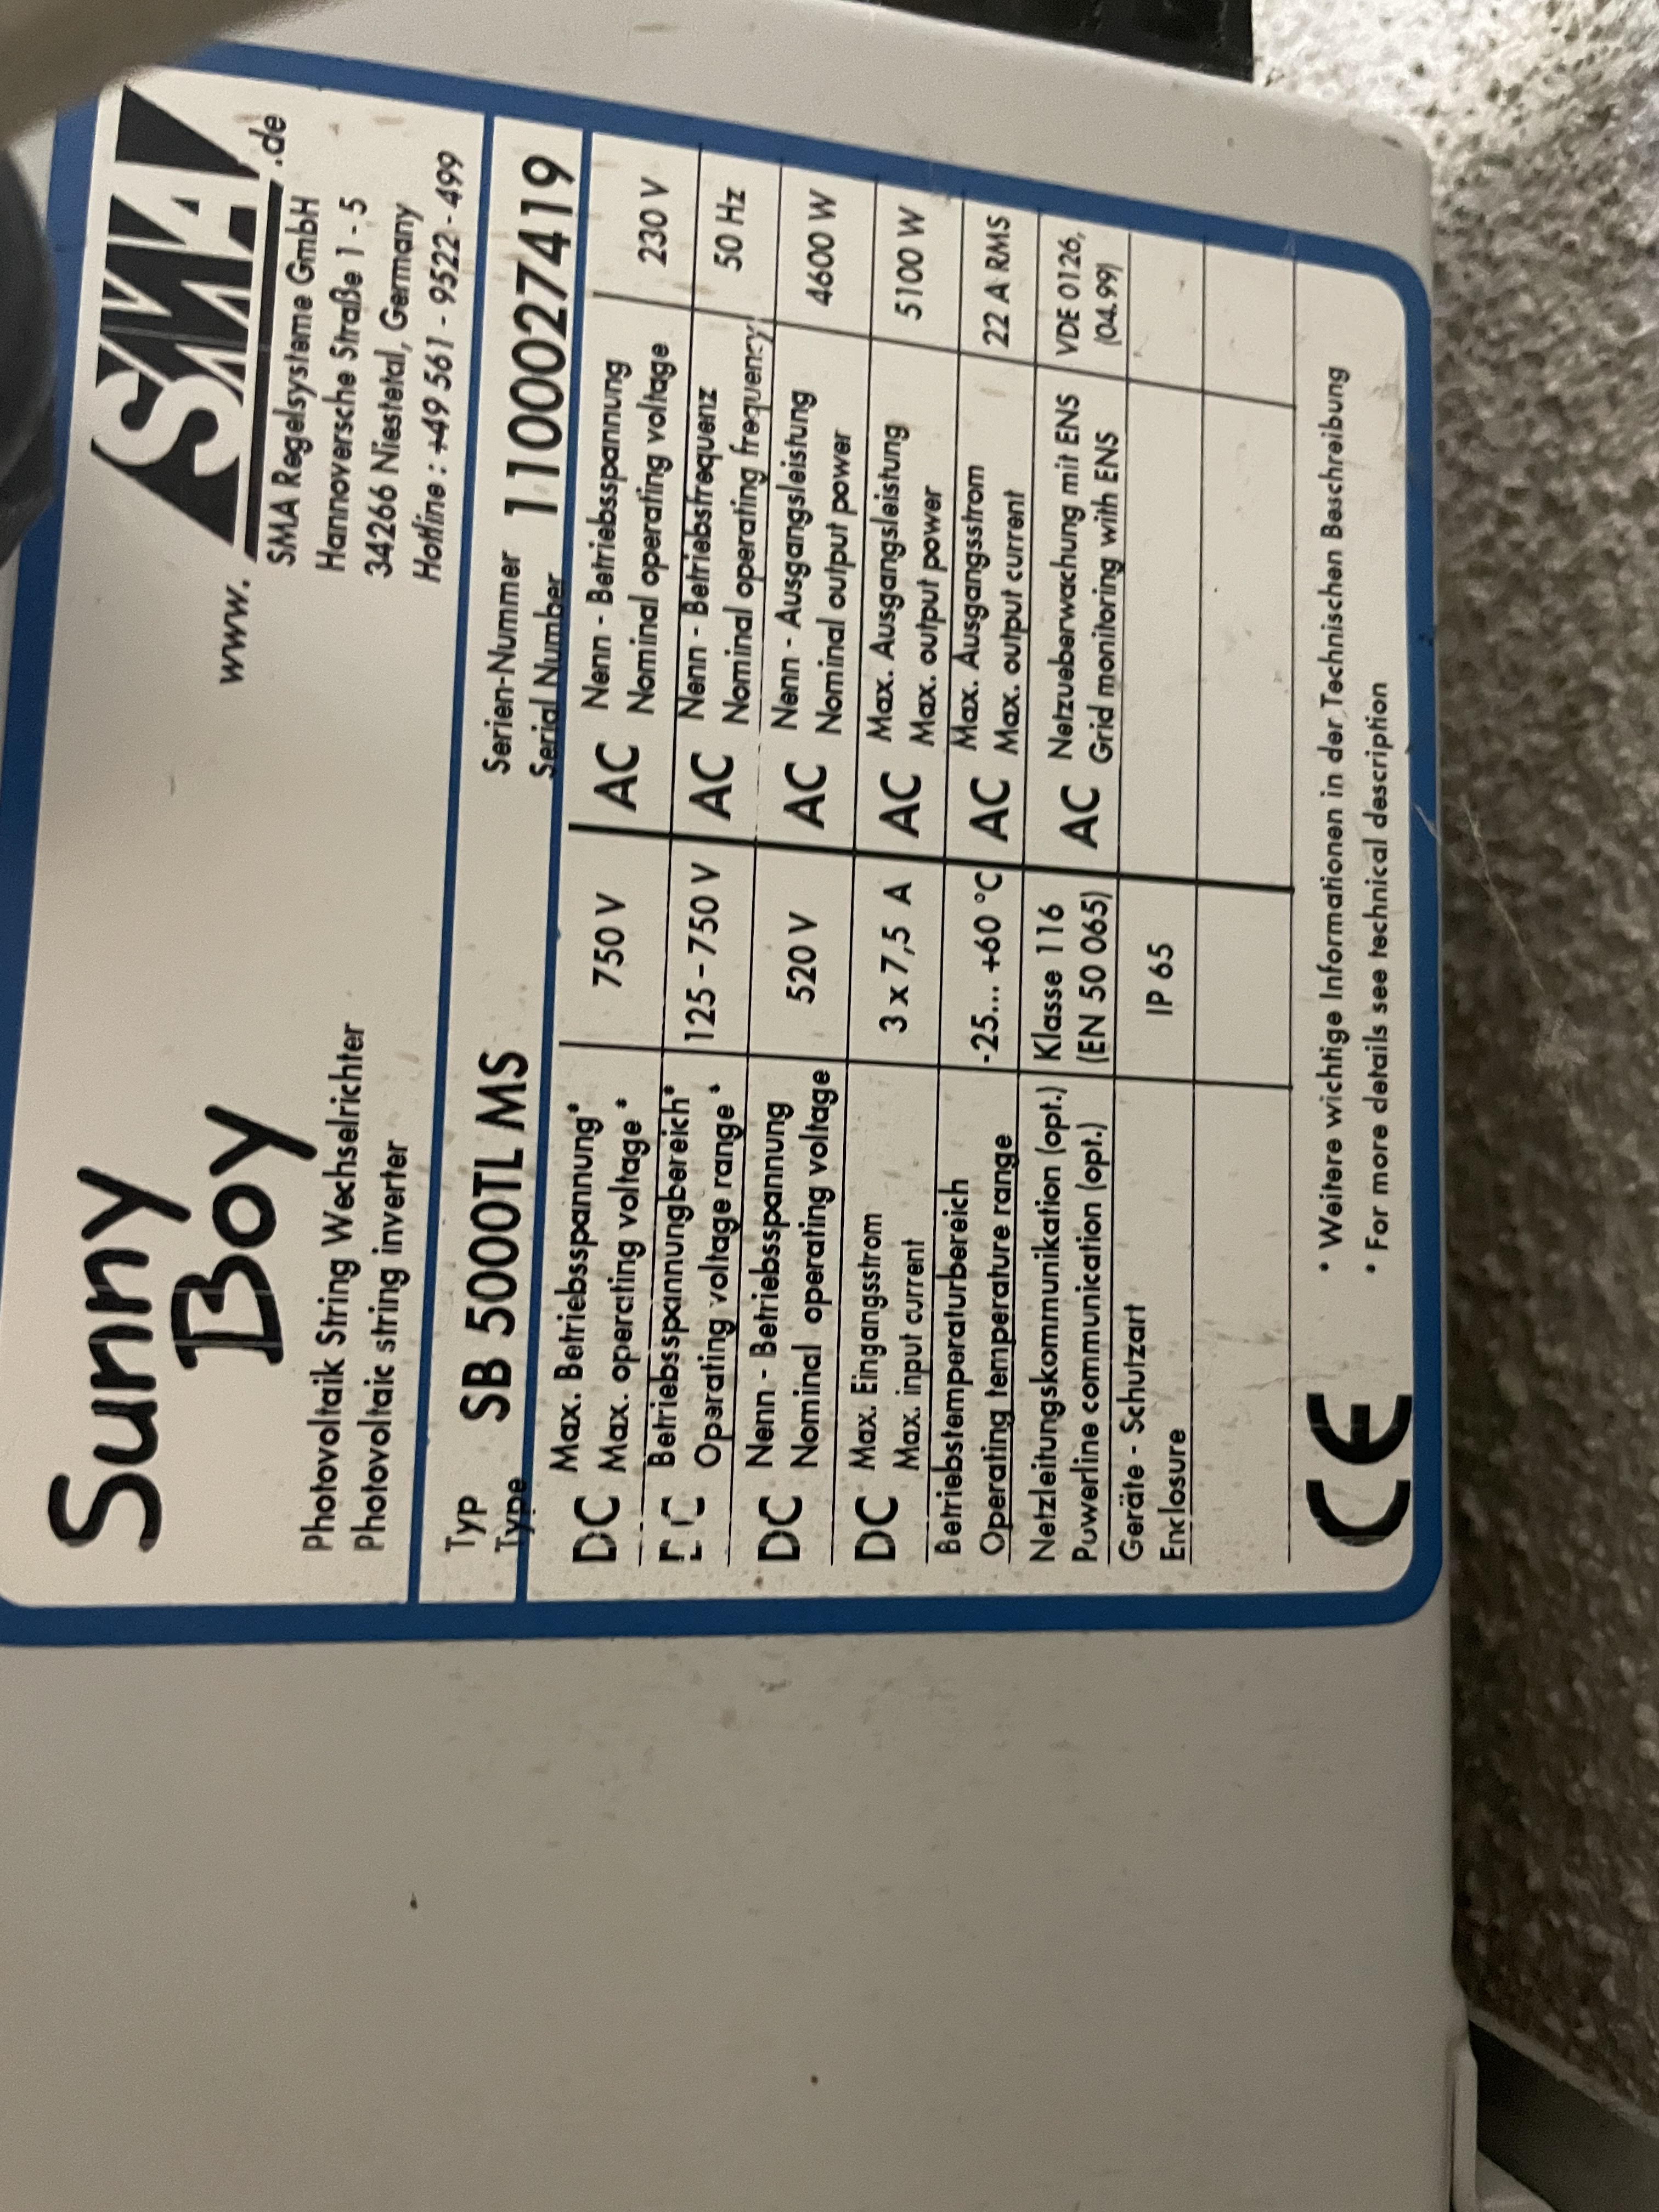 Sunny
Boy
Photovoltaik String Wechselrichter
Photovoltaic string inverter
www.
SMA
.de
SMA Regelsysteme GmbH
Hannoversche Straße 1 - 5
34266 Niestetal, Germany
Hotline : +49 561 - 9522 - 499
Typ
Type
SB 5000TL MS
Serien-Nummer
Serial Number
1100027419
DC Max. Betriebsspannung*
Max. operating voltage *
750 V
AC Nenn - Betriebsspannung
Nominal operating voltage
230 V
DC Betriebsspannungbereich*
Oparating voltage range *
125 - 750 V
AC Nenn - Betriebsfrequenz
Nominal operating frequency
50 Hz
DC Nenn - Betriebsspannung
Nominal operating voltage
520 V
AC Nenn - Ausgangsleistung
Nominal output power
4600 W
DC Max. Eingangsstrom
Max. input current
3 x 7,5 A
AC Max. Ausgangsleistung
Max. output power
5100 W
Betriebstemperaturbereich
Operating temperature range
-25... +60 °C
AC Max. Ausgangsstrom
Max. output current
22 A RMS
Netzleitungskommunikation (opt.)
Puwerline communication (opt.)
Klasse 116
(EN 50 065)
AC Netzueberwachung mit ENS
Grid monitoring with ENS
VDE 0126,
(04.99)
Geräte - Schutzart
Enclosure
IP 65
CE
* Weitere wichtige Informationen in der Technischen Beschreibung
* For more details see technical description